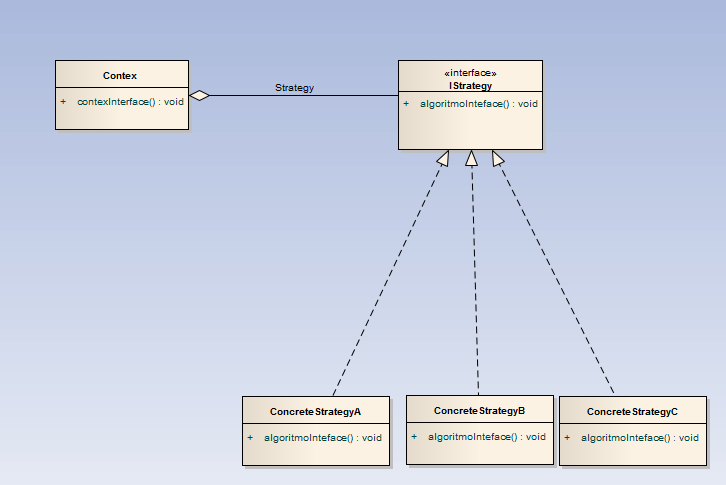 Contex
+ contexInterface() : void
Strategy
«interface»
IStrategy
+ algoritmoInteface() : void
ConcreteStrategyA
+ algoritmoInteface() : void
ConcreteStrategyB
+ algoritmoInteface() : void
ConcreteStrategyC
+ algoritmoInteface() : void